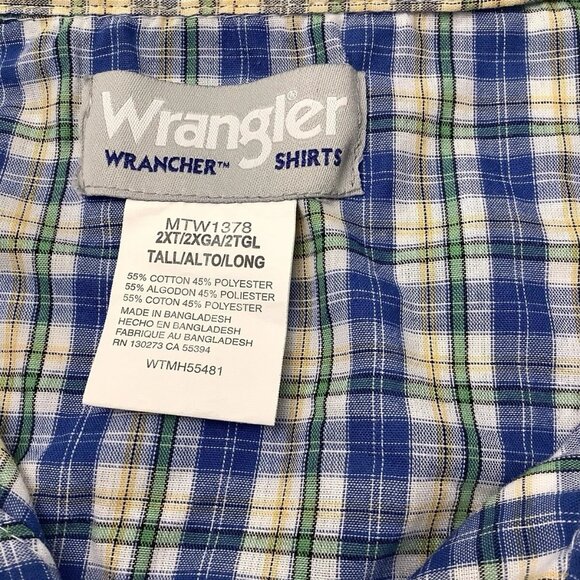 Wrangler®
WRANCHER™ SHIRTS
MTW1378
2XT/2XGA/2TGL
TALL/ALTO/LONG
55% COTTON 45% POLYESTER
55% ALGODON 45% POLIESTER
55% COTON 45% POLYESTER
MADE IN BANGLADESH
HECHO EN BANGLADESH
FABRIQUE AU BANGLADESH
RN 130273 CA 55394
WTMH55481